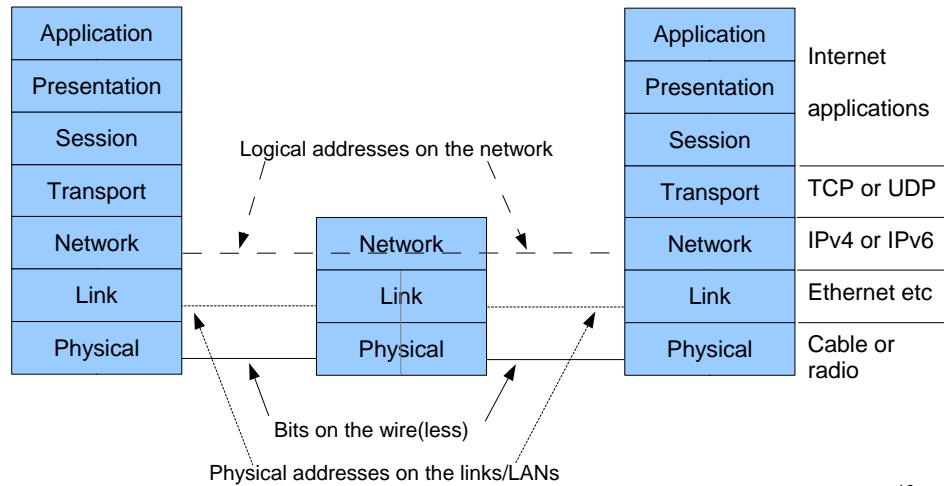 Application
Presentation
Session
Transport
Network
Link
Physical
Logical addresses on the network
Network
Link
Physical
Bits on the wire(less)
Physical addresses on the links/LANs
Application
Presentation
Session
Transport
Network
Link
Physical
Internet
applications
TCP or UDP
IPv4 or IPv6
Ethernet etc
Cable or
radio